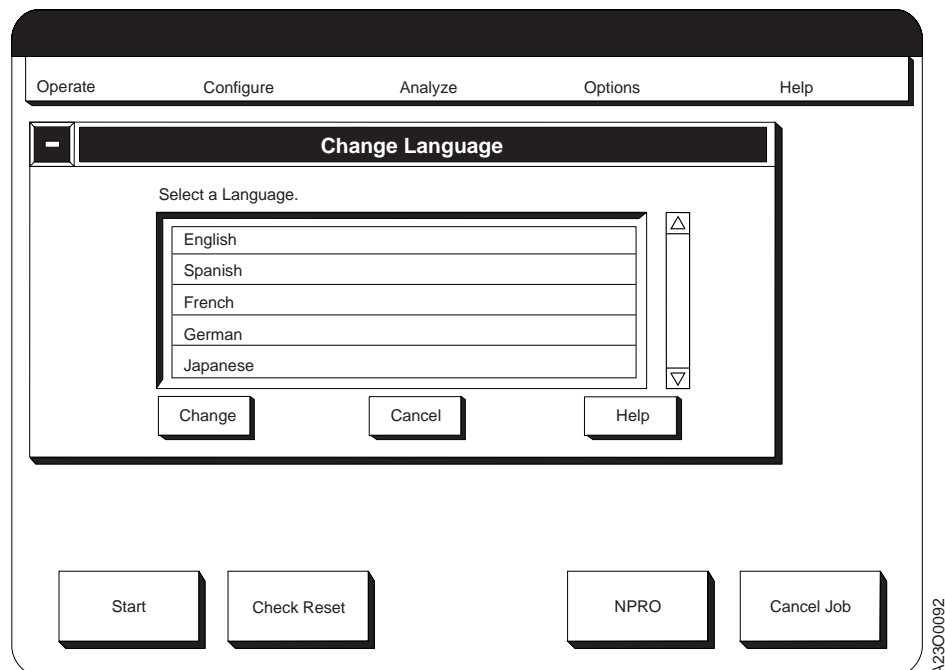 Operate Configure Analyze Options Help
Change Language
Select a Language.
English
Spanish
French
German
Japanese
Change Cancel Help
Start Check Reset NPRO Cancel Job
A23O0092